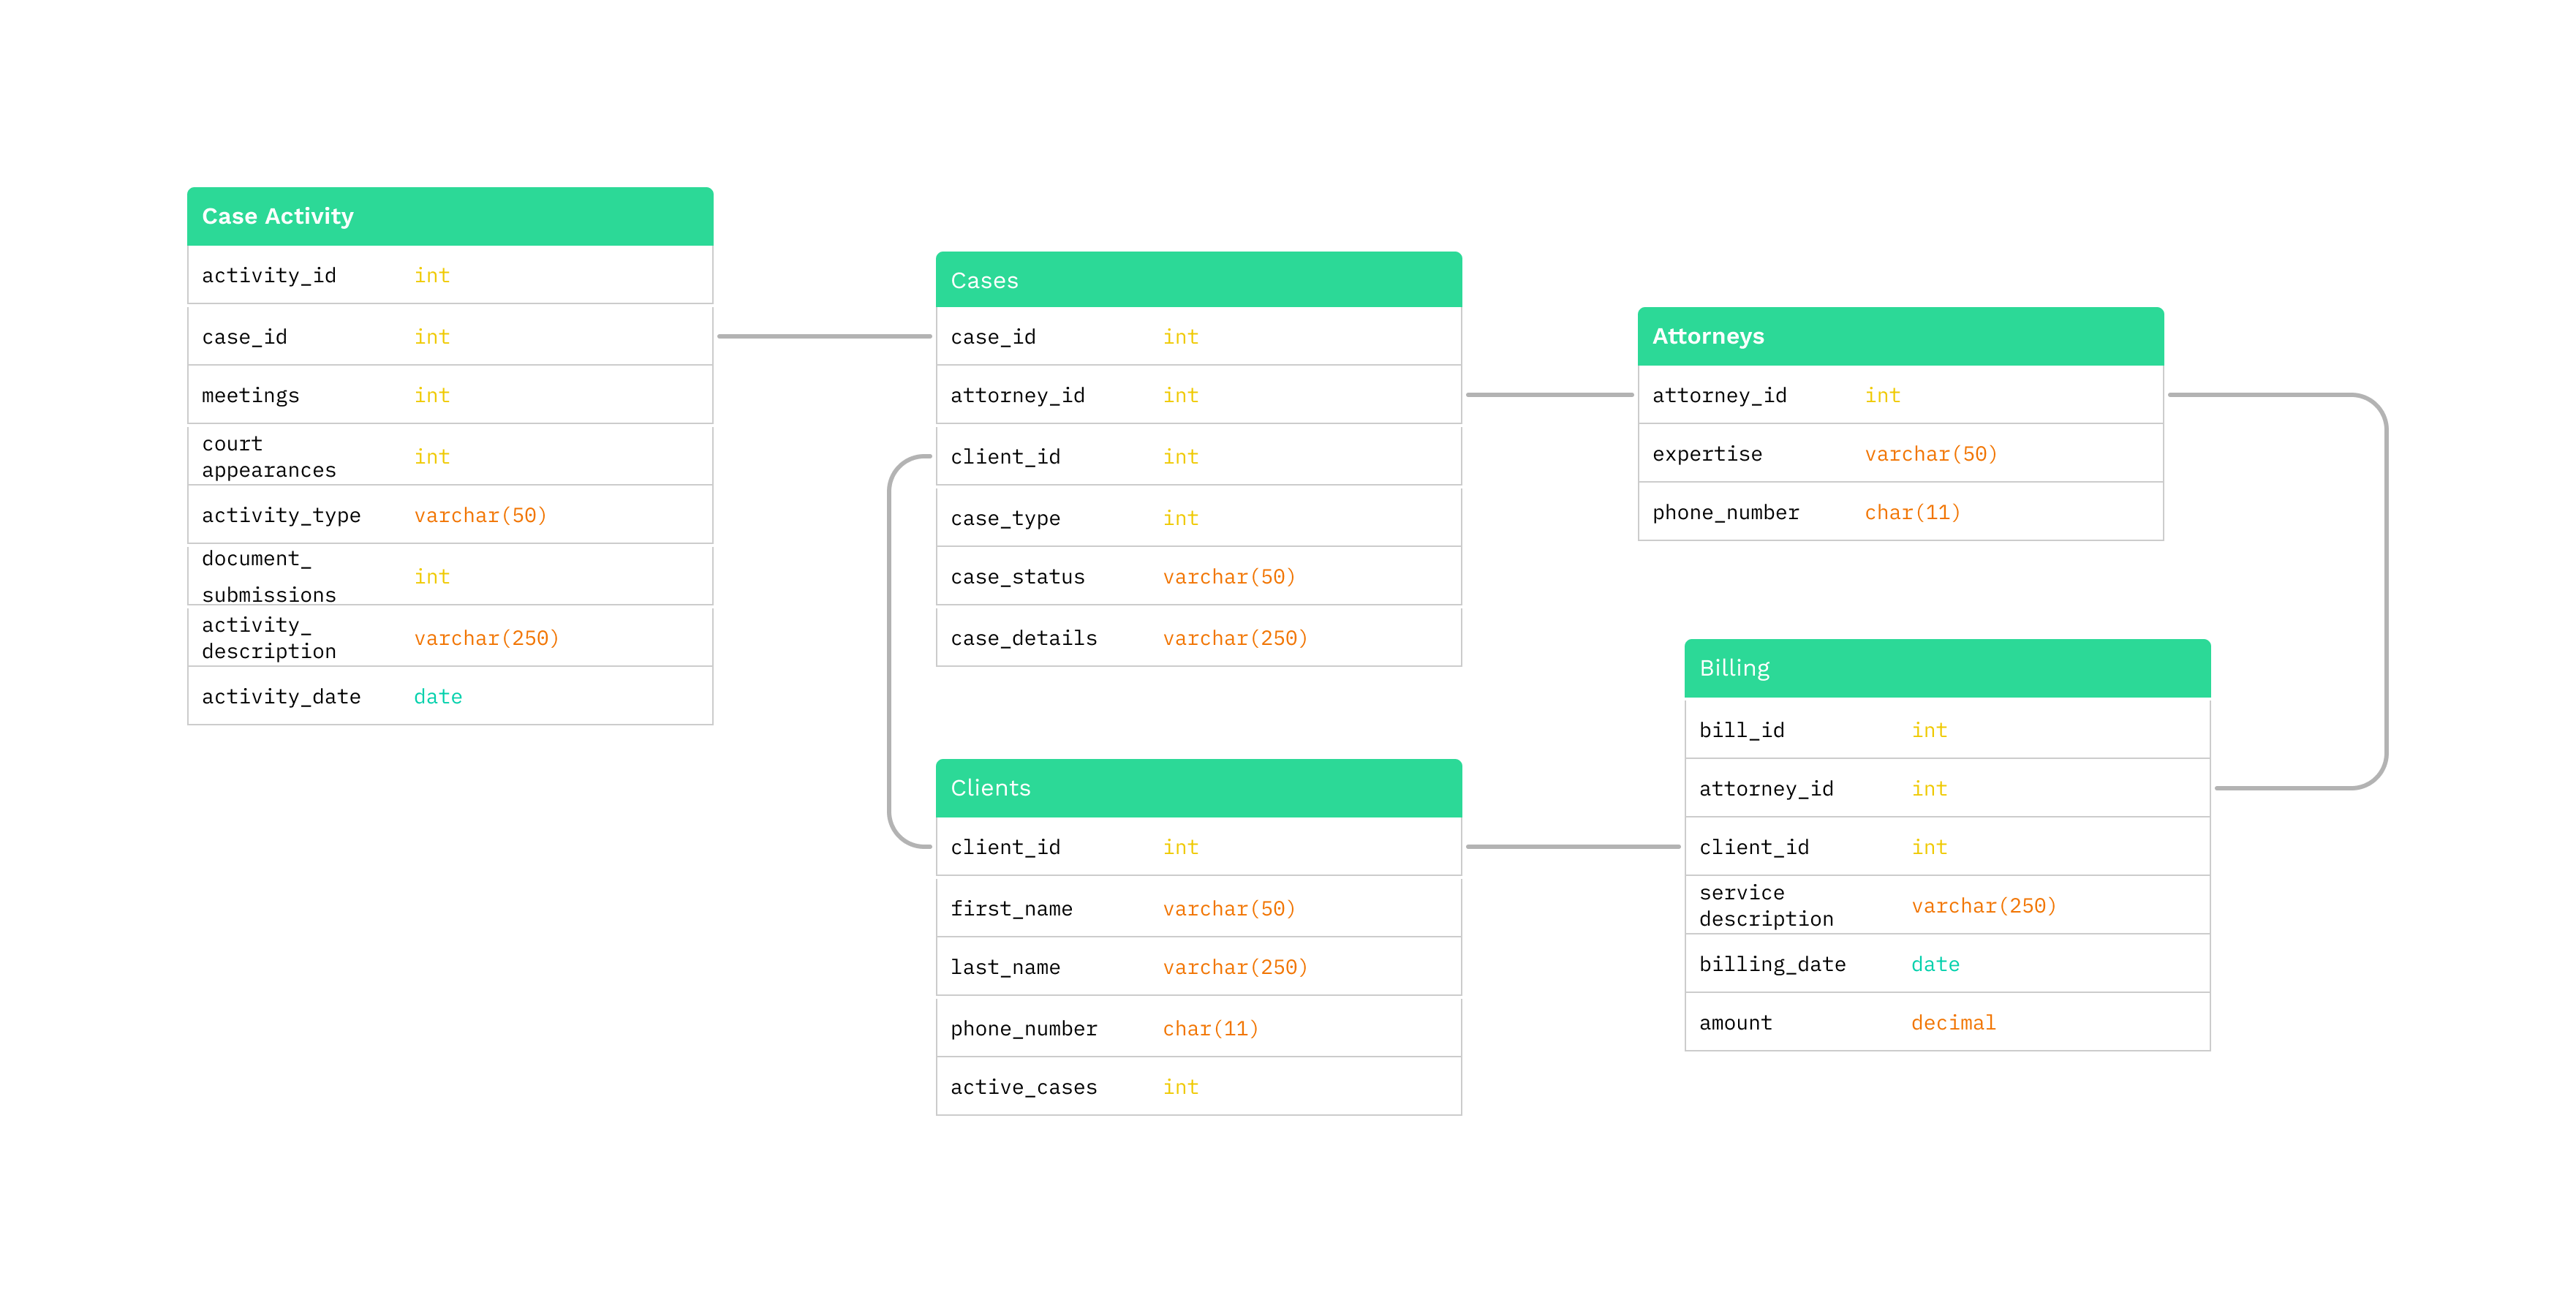 Case Activity
activity_id int
case_id int
meetings int
court
appearances int
activity_type varchar(50)
document_
submissions int
activity_
description varchar(250)
activity_date date
Cases
case_id int
attorney_id int
client_id int
case_type int
case_status varchar(50)
case_details varchar(250)
Attorneys
attorney_id int
expertise varchar(50)
phone_number char(11)
Clients
client_id int
first_name varchar(50)
last_name varchar(250)
phone_number char(11)
active_cases int
Billing
bill_id int
attorney_id int
client_id int
service
description varchar(250)
billing_date date
amount decimal